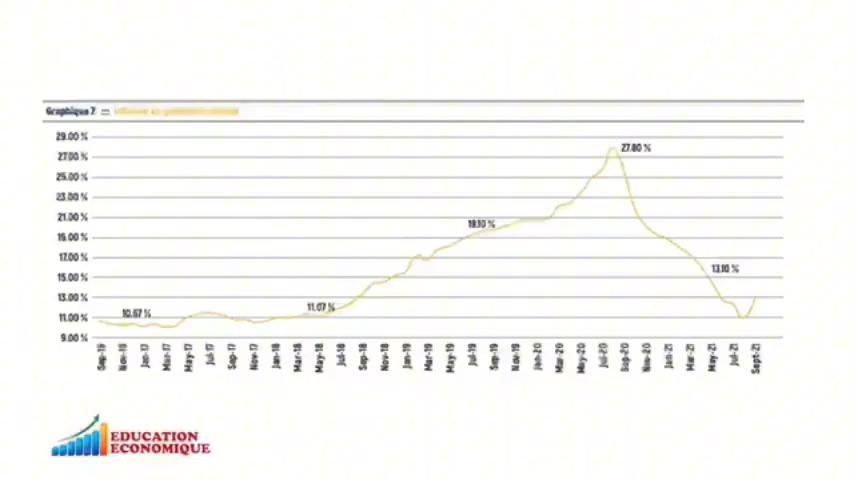 Graphique 2
29.00 %
27.00 %
25.00 %
23.00 %
21.00 %
19.00 %
17.00 %
15.00 %
13.00 %
11.00 %
9.00 %
10.67 %
11.07 %
19.10 %
27.80 %
13.10 %
Nov-16
Jan-17
Mar-17
May-17
Jul-17
Sep-17
Nov-17
Jan-18
Mar-18
May-18
Jul-18
Sep-18
Nov-18
Jan-19
Mar-19
May-19
Jul-19
Sep-19
Nov-19
Jan-20
Mar-20
May-20
Jul-20
Sep-20
Nov-20
Jan-21
Mar-21
May-21
Jul-21
Sept-21
EDUCATION
ECONOMIQUE